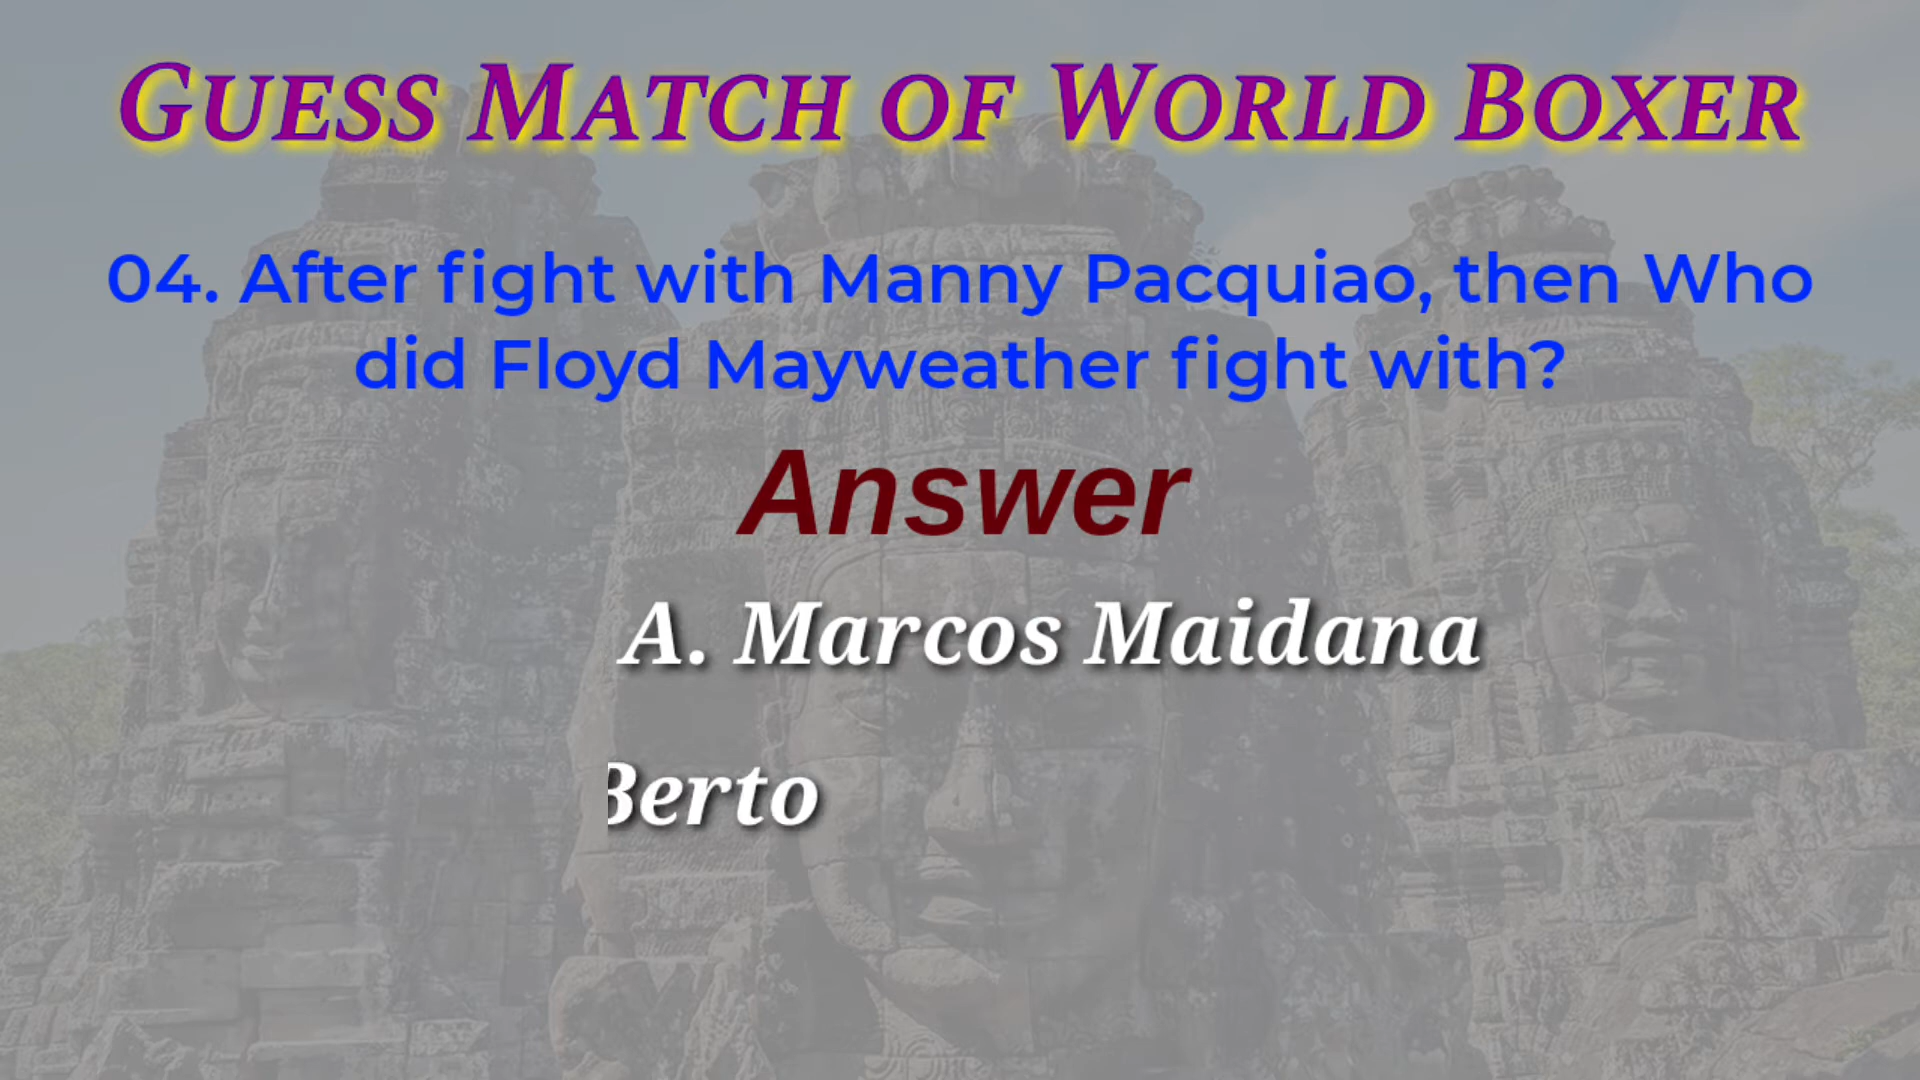 Guess Match of World Boxer
04. After fight with Manny Pacquiao, then Who
did Floyd Mayweather fight with?
Answer
A. Marcos Maidana
Berto